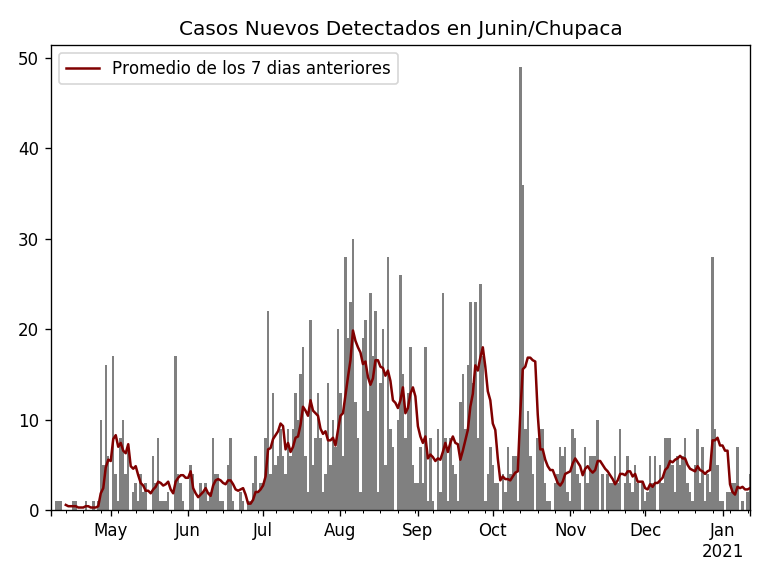 Casos Nuevos Detectados en Junin/Chupaca
Promedio de los 7 dias anteriores
50
40
30
20
10
0
May Jun Jul Aug Sep Oct Nov Dec Jan
2021